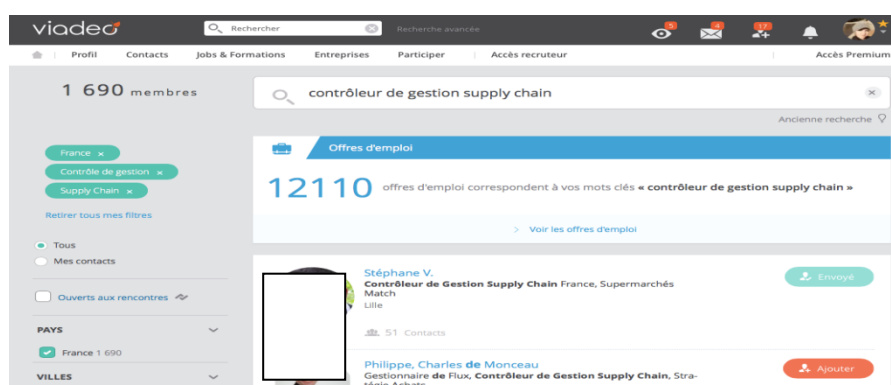 viadeo
Rechercher
Recherche avancée
5
4
17
Profil Contacts Jobs & Formations Entreprises Participer Accès recruteur Accès Premium
1 690 membres
contrôleur de gestion supply chain
Ancienne recherche
France ×
Contrôle de gestion ×
Supply Chain ×
Retirer tous mes filtres
Tous
Mes contacts
Ouverts aux rencontres
PAYS
France 1 690
VILLES
Offres d'emploi
12110 offres d'emploi correspondent à vos mots clés « contrôleur de gestion supply chain »
> Voir les offres d'emploi
Stéphane V.
Contrôleur de Gestion Supply Chain France, Supermarchés
Match
Lille
51 Contacts
Envoyé
Philippe, Charles de Monceau
Gestionnaire de Flux, Contrôleur de Gestion Supply Chain, Stra-
tégie Achats
Ajouter